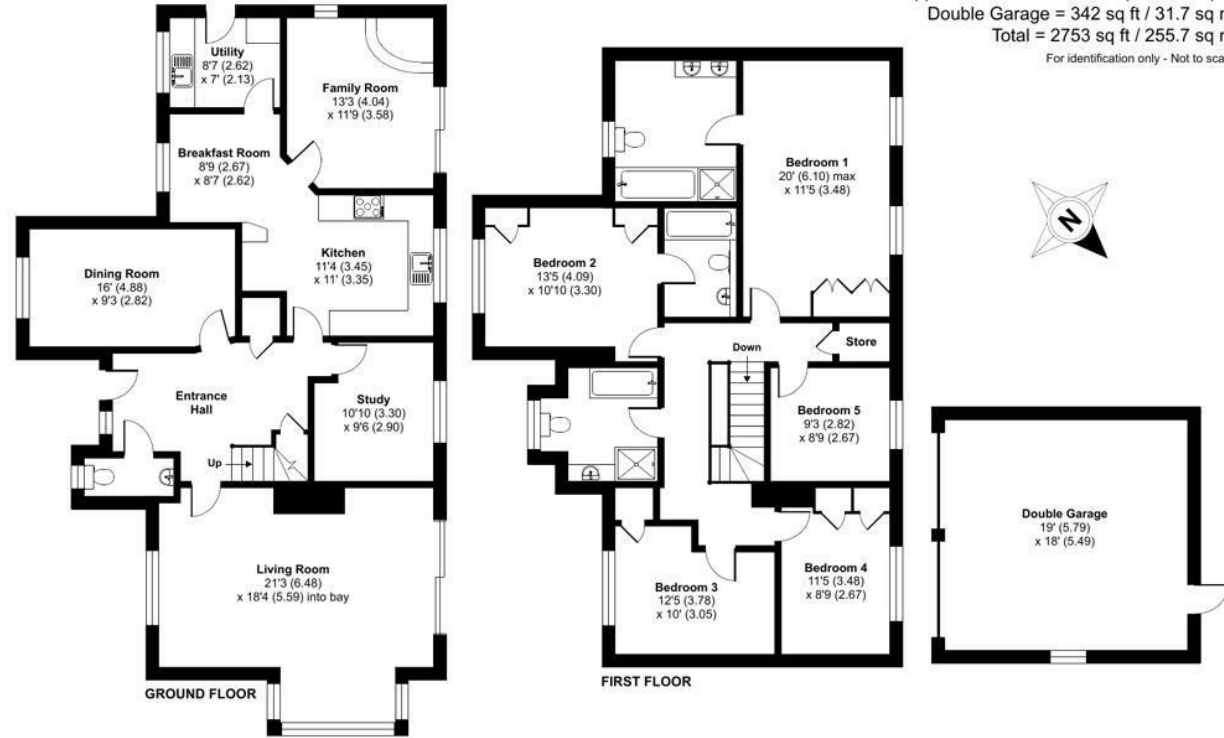 Double Garage = 342 sq ft / 31.7 sq m
Total = 2753 sq ft / 255.7 sq m
For identification only - Not to sca
Utility
8'7 (2.62)
x 7' (2.13)
Family Room
13'3 (4.04)
x 11'9 (3.58)
Breakfast Room
8'9 (2.67)
x 8'7 (2.62)
Kitchen
11'4 (3.45)
x 11' (3.35)
Dining Room
16' (4.88)
x 9'3 (2.82)
Entrance
Hall
Study
10'10 (3.30)
x 9'6 (2.90)
Up
Living Room
21'3 (6.48)
x 18'4 (5.59) into bay
GROUND FLOOR
Bedroom 1
20' (6.10) max
x 11'5 (3.48)
Bedroom 2
13'5 (4.09)
x 10'10 (3.30)
Down
Store
Bedroom 5
9'3 (2.82)
x 8'9 (2.67)
Bedroom 3
12'5 (3.78)
x 10' (3.05)
Bedroom 4
11'5 (3.48)
x 8'9 (2.67)
FIRST FLOOR
N
Double Garage
19' (5.79)
x 18' (5.49)